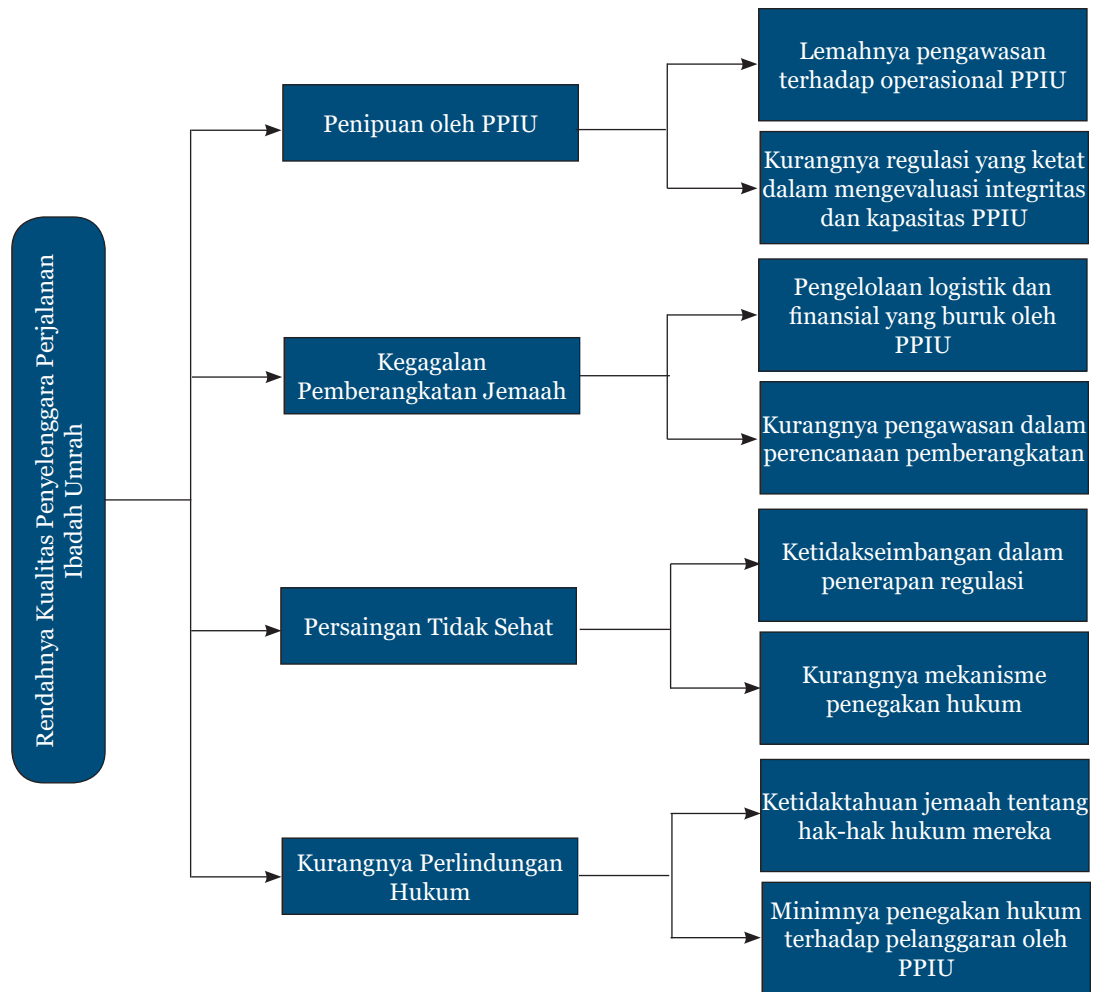 Rendahnya Kualitas Penyelenggara Perjalanan
Ibadah Umrah
Penipuan oleh PPIU
Lemahnya pengawasan
terhadap operasional PPIU
Kurangnya regulasi yang ketat
dalam mengevaluasi integritas
dan kapasitas PPIU
Kegagalan
Pemberangkatan Jemaah
Pengelolaan logistik dan
finansial yang buruk oleh
PPIU
Kurangnya pengawasan dalam
perencanaan pemberangkatan
Persaingan Tidak Sehat
Ketidakseimbangan dalam
penerapan regulasi
Kurangnya mekanisme
penegakan hukum
Kurangnya Perlindungan
Hukum
Ketidaktahuan jemaah tentang
hak-hak hukum mereka
Minimnya penegakan hukum
terhadap pelanggaran oleh
PPIU